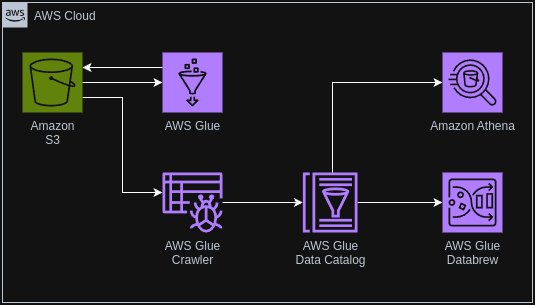 aws
AWS Cloud
Amazon
S3
AWS Glue
Amazon Athena
AWS Glue
Crawler
AWS Glue
Data Catalog
AWS Glue
Databrew